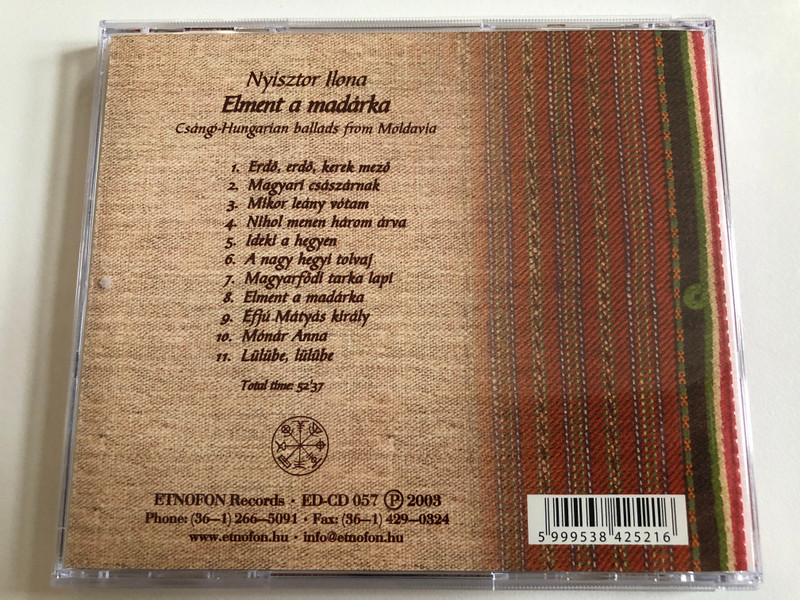 Nyisztor Ilona
Elment a madárka
Csángó-Hungarian ballads from Moldavia
1. Erdő, erdő, kerek mező
2. Magyari császárnak
3. Mikor leány vótam
4. Nihol menen három árva
5. Ideki a hegyen
6. A nagy hegyi tolvaj
7. Magyarfődi tarka lapi
8. Elment a madárka
9. Efjú Mátyás király
10. Mónár Anna
11. Lülübe, lülübe
Total time: 52'37
ETNOFON Records · ED-CD 057 Ⓟ 2003
Phone: (36–1) 266–5091 · Fax: (36–1) 429–0324
www.etnofon.hu · info@etnofon.hu
5 999538 425216